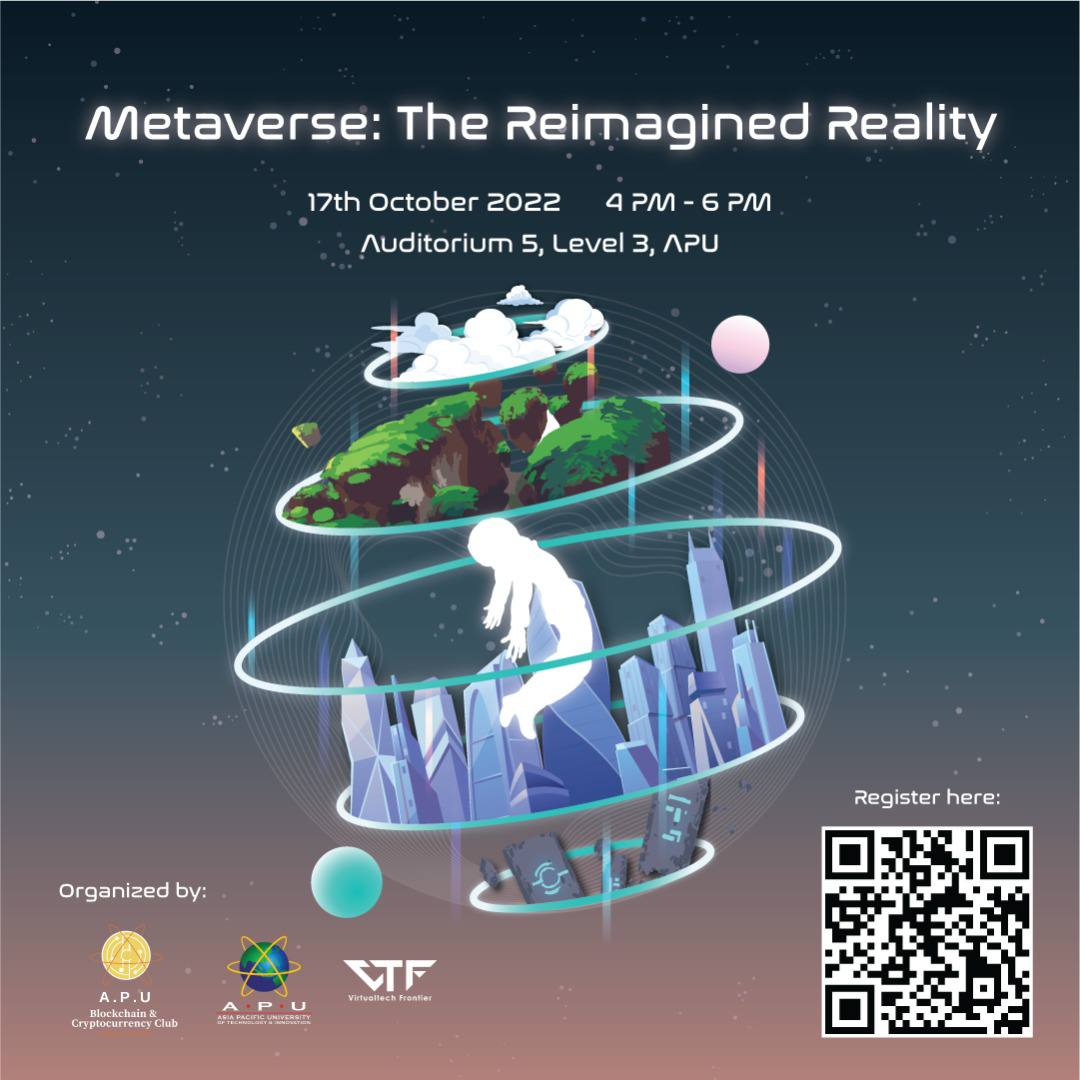 Metaverse: The Reimagined Reality
17th October 2022 4 PM - 6 PM
Auditorium 5, Level 3, APU
Register here:
Organized by:
A.P.U
Blockchain &
Cryptocurrency Club
A • P • U
ASIA PACIFIC UNIVERSITY
OF TECHNOLOGY & INNOVATION
VTF
Virtualtech Frontier